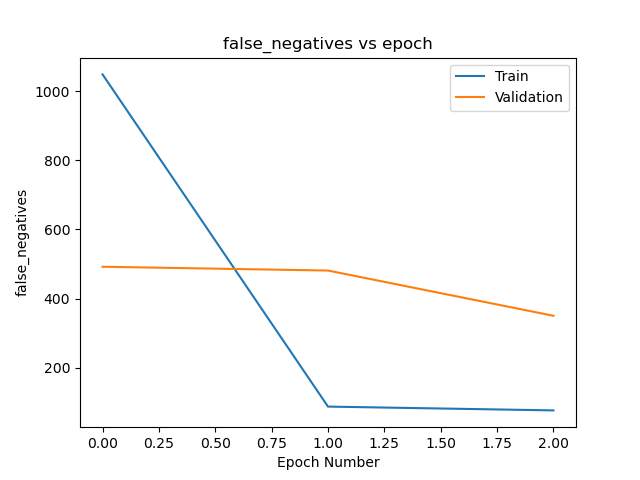 false_negatives vs epoch
Train
Validation
1000
800
600
400
200
false_negatives
0.00 0.25 0.50 0.75 1.00 1.25 1.50 1.75 2.00
Epoch Number